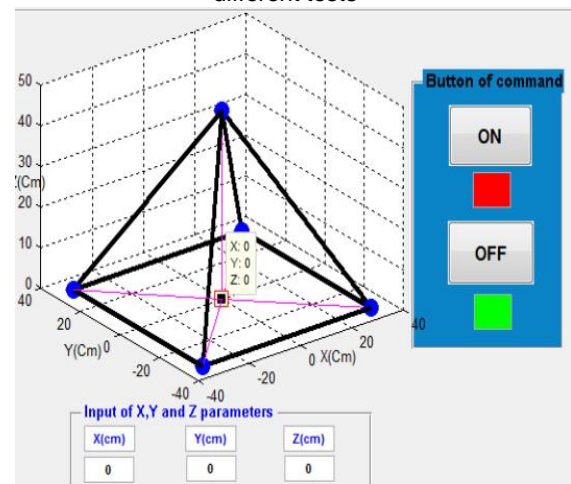 different tests
50
40
30
Z(Cm)
20
10
0
40
20
Y(Cm)
0
-20
-40
-40
-20
0
X(Cm)
20
40
X: 0
Y: 0
Z: 0
Button of command
ON
OFF
Input of X,Y and Z parameters
X(cm) Y(cm) Z(cm)
0 0 0